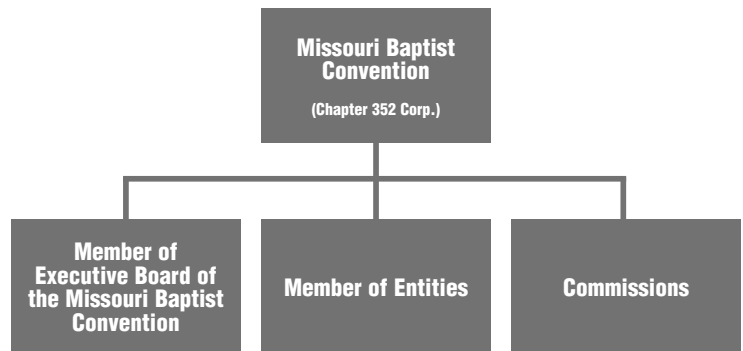 Missouri Baptist
Convention
(Chapter 352 Corp.)
Member of
Executive Board of
the Missouri Baptist
Convention
Member of Entities
Commissions